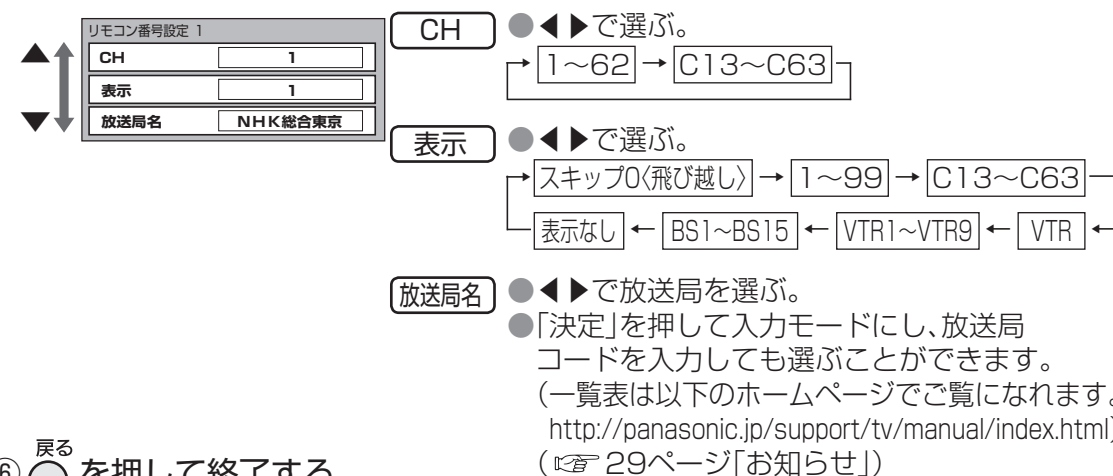 リモコン番号設定 1
CH 1
表示 1
放送局名 NHK総合東京
CH ●◀▶で選ぶ。
1〜62 → C13〜C63
表示 ●◀▶で選ぶ。
スキップ0〈飛び越し〉 → 1〜99 → C13〜C63
表示なし ← BS1〜BS15 ← VTR1〜VTR9 ← VTR ←
放送局名 ●◀▶で放送局を選ぶ。
●「決定」を押して入力モードにし、放送局
コードを入力しても選ぶことができます。
(一覧表は以下のホームページでご覧になれます。
http://panasonic.jp/support/tv/manual/index.html)
(☞ 29ページ「お知らせ」)
戻る
⑥ を押して終了する